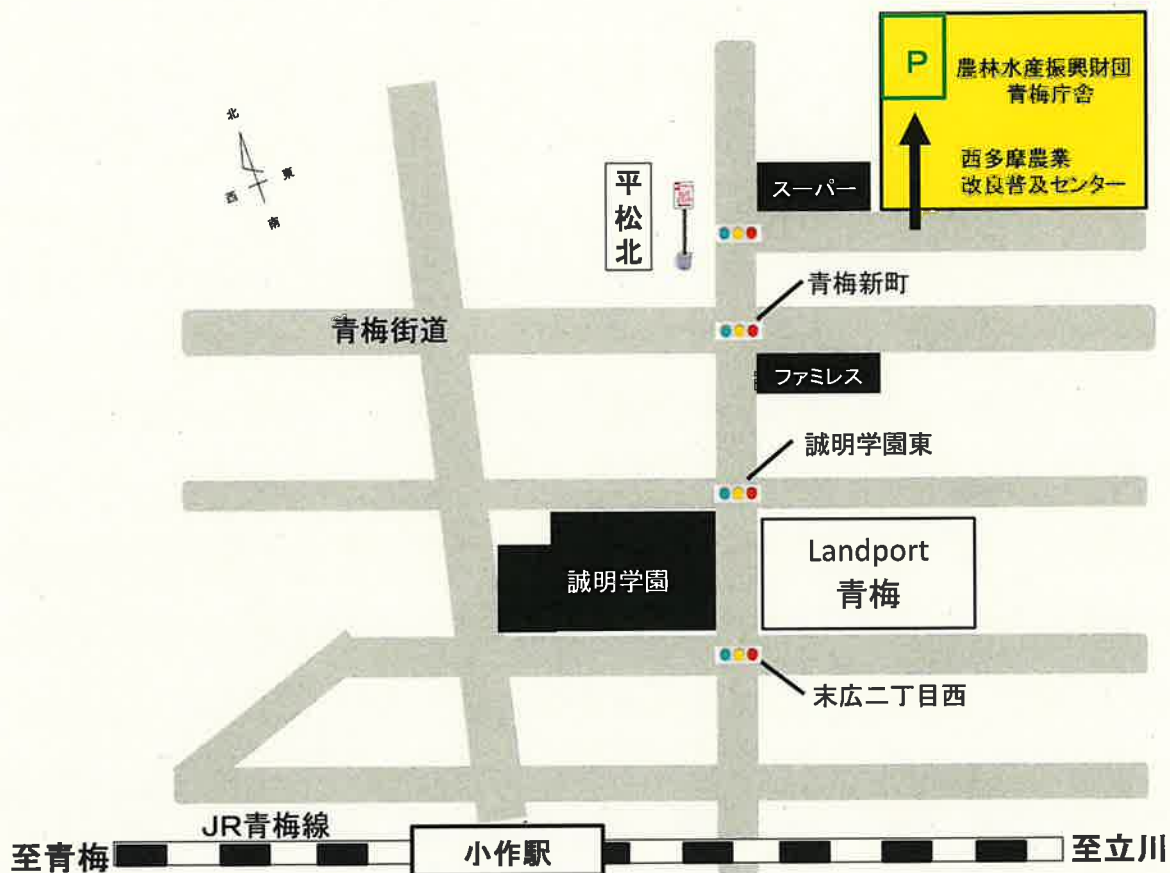 P
農林水産振興財団
青梅庁舎
西多摩農業
改良普及センター
北
東
西
南
平松北
スーパー
青梅新町
青梅街道
ファミレス
誠明学園東
誠明学園
Landport
青梅
末広二丁目西
JR青梅線
至青梅
小作駅
至立川